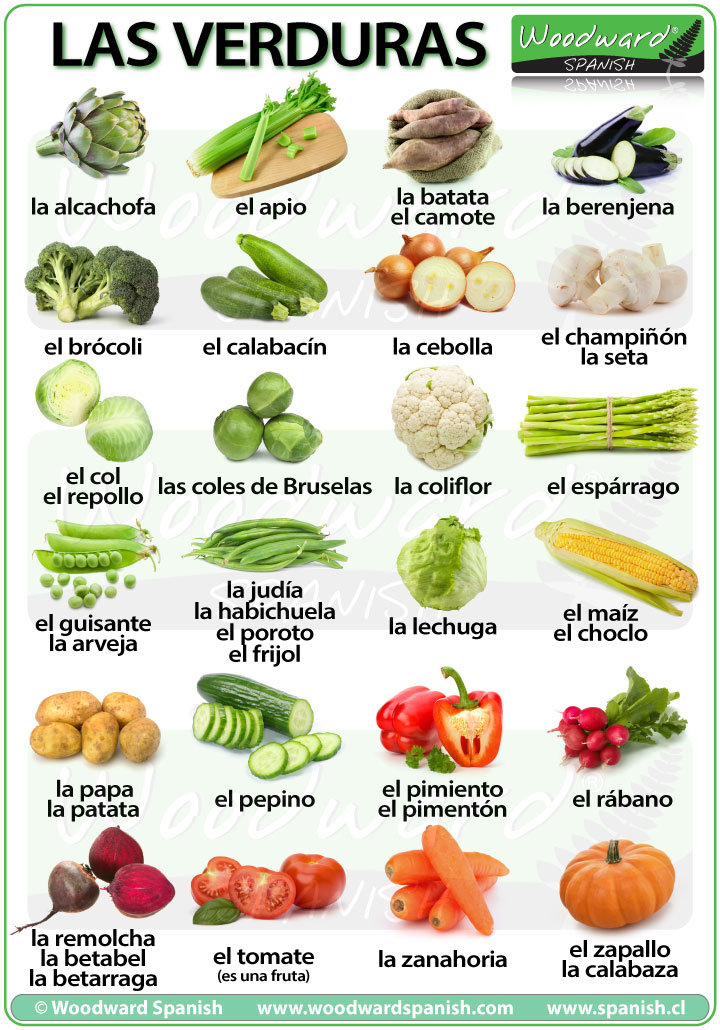 LAS VERDURAS
Woodward®
SPANISH
la alcachofa
el apio
la batata
el camote
la berenjena
el brócoli
el calabacín
la cebolla
el champiñón
la seta
el col
el repollo
las coles de Bruselas
la coliflor
el espárrago
el guisante
la arveja
la judía
la habichuela
el poroto
el frijol
la lechuga
el maíz
el choclo
la papa
la patata
el pepino
el pimiento
el pimentón
el rábano
la remolcha
la betabel
la betarraga
el tomate
(es una fruta)
la zanahoria
el zapallo
la calabaza
© Woodward Spanish www.woodwardspanish.com www.spanish.cl